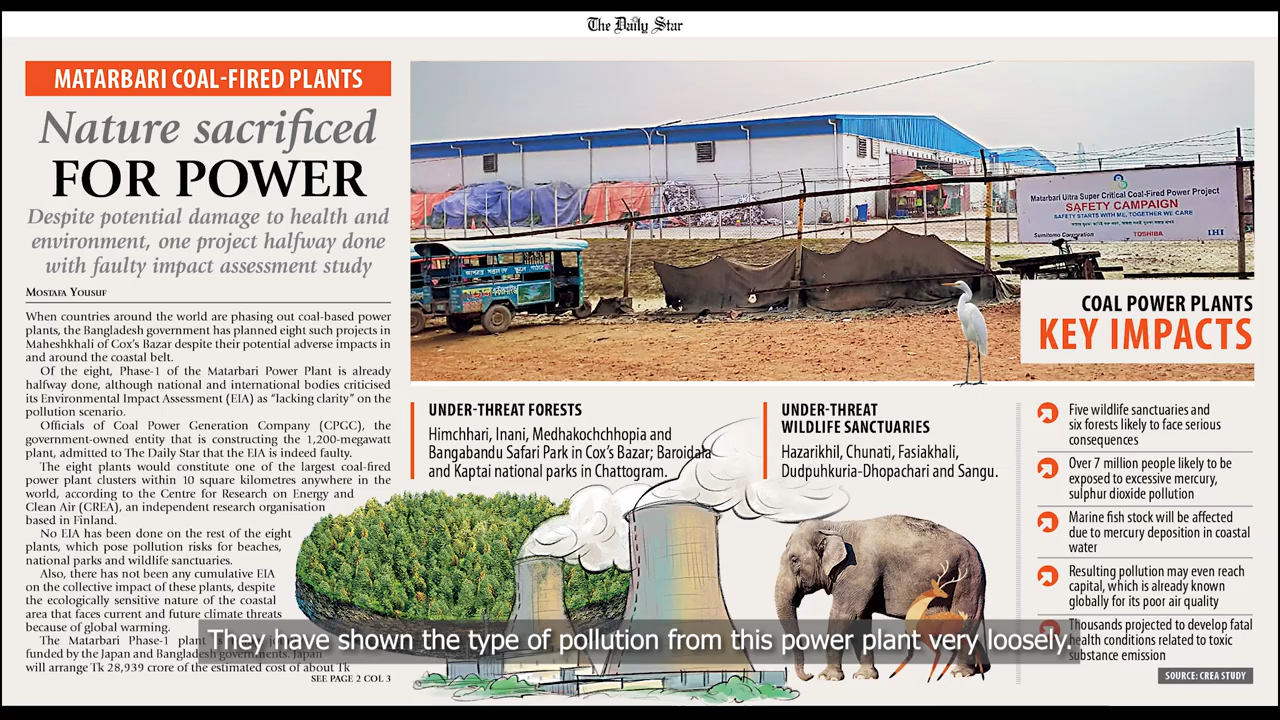 The Daily Star
MATARBARI COAL-FIRED PLANTS
Nature sacrificed
FOR POWER
Despite potential damage to health and
environment, one project halfway done
with faulty impact assessment study
MOSTAFA YOUSUF
When countries around the world are phasing out coal-based power
plants, the Bangladesh government has planned eight such projects in
Maheshkhali of Cox's Bazar despite their potential adverse impacts in
and around the coastal belt.
Of the eight, Phase-1 of the Matarbari Power Plant is already
halfway done, although national and international bodies criticised
its Environmental Impact Assessment (EIA) as "lacking clarity" on the
pollution scenario.
Officials of Coal Power Generation Company (CPGC), the
government-owned entity that is constructing the 1,200-megawatt
plant, admitted to The Daily Star that the EIA is indeed faulty.
The eight plants would constitute one of the largest coal-fired
power plant clusters within 10 square kilometres anywhere in the
world, according to the Centre for Research on Energy and
Clean Air (CREA), an independent research organisation
based in Finland.
No EIA has been done on the rest of the eight
plants, which pose pollution risks for beaches,
national parks and wildlife sanctuaries.
Also, there has not been any cumulative EIA
on the collective impact of these plants, despite
the ecologically sensitive nature of the coastal
area that faces current and future climate threats
because of global warming.
The Matarbari Phase-1 plant
funded by the Japan and Bangladesh governments. Japan
will arrange Tk 28,939 crore of the estimated cost of about Tk
SEE PAGE 2 COL 3
Matarbari Ultra Super Critical Coal-Fired Power Project
SAFETY CAMPAIGN
SAFETY STARTS WITH ME, TOGETHER WE CARE
Sumitomo Corporation TOSHIBA IHI
COAL POWER PLANTS
KEY IMPACTS
UNDER-THREAT FORESTS
Himchhari, Inani, Medhakochchhopia and
Bangabandu Safari Park in Cox's Bazar; Baroidala
and Kaptai national parks in Chattogram.
UNDER-THREAT
WILDLIFE SANCTUARIES
Hazarikhil, Chunati, Fasiakhali,
Dudpuhkuria-Dhopachari and Sangu.
Five wildlife sanctuaries and
six forests likely to face serious
consequences
Over 7 million people likely to be
exposed to excessive mercury,
sulphur dioxide pollution
Marine fish stock will be affected
due to mercury deposition in coastal
water
Resulting pollution may even reach
capital, which is already known
globally for its poor air quality
Thousands projected to develop fatal
health conditions related to toxic
substance emission
SOURCE: CREA STUDY
They have shown the type of pollution from this power plant very loosely.